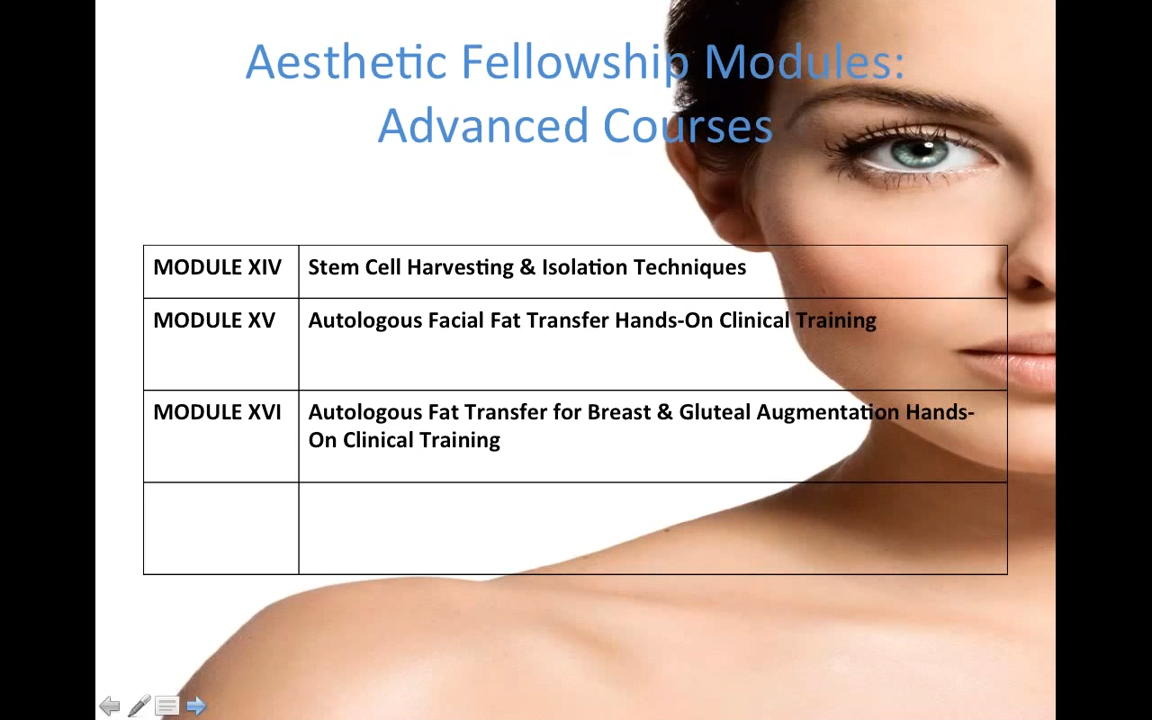 Aesthetic Fellowship Modules:
Advanced Courses
MODULE XIV Stem Cell Harvesting & Isolation Techniques
MODULE XV Autologous Facial Fat Transfer Hands-On Clinical Training
MODULE XVI Autologous Fat Transfer for Breast & Gluteal Augmentation Hands-
On Clinical Training